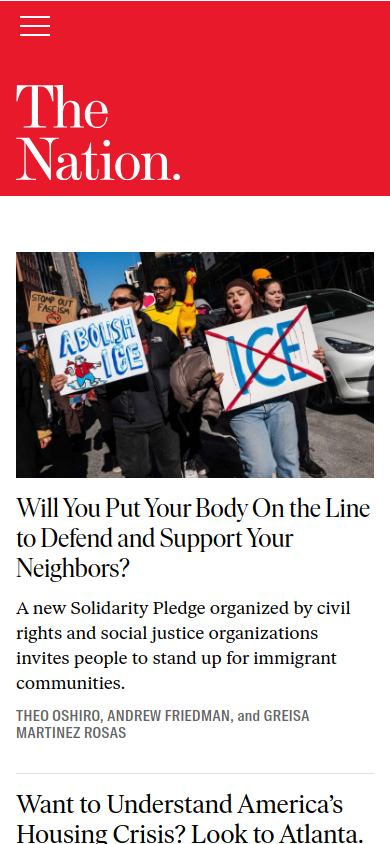 The
Nation.
STOMP OUT
FASCISM
ABOLISH
ICE
ICE
Will You Put Your Body On the Line
to Defend and Support Your
Neighbors?
A new Solidarity Pledge organized by civil
rights and social justice organizations
invites people to stand up for immigrant
communities.
THEO OSHIRO, ANDREW FRIEDMAN, and GREISA
MARTINEZ ROSAS
Want to Understand America’s
Housing Crisis? Look to Atlanta.